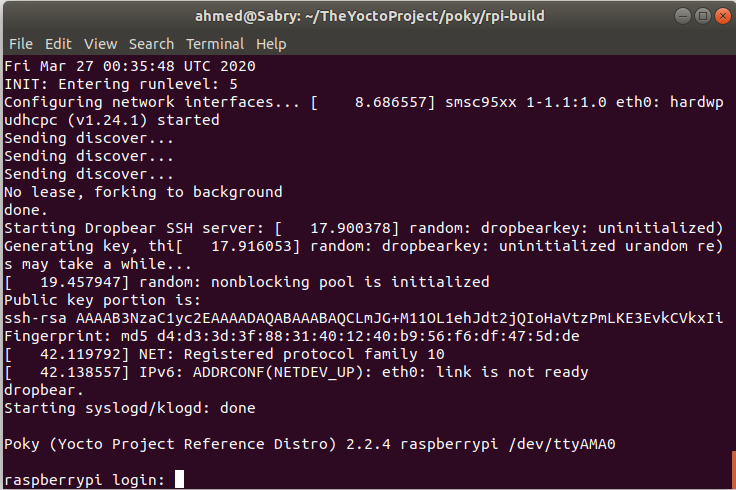 ahmed@Sabry: ~/TheYoctoProject/poky/rpi-build
File Edit View Search Terminal Help
Fri Mar 27 00:35:48 UTC 2020
INIT: Entering runlevel: 5
Configuring network interfaces... [    8.686557] smsc95xx 1-1.1:1.0 eth0: hardwp
udhcpc (v1.24.1) started
Sending discover...
Sending discover...
Sending discover...
No lease, forking to background
done.
Starting Dropbear SSH server: [   17.900378] random: dropbearkey: uninitialized)
Generating key, thi[   17.916053] random: dropbearkey: uninitialized urandom re)
s may take a while...
[   19.457947] random: nonblocking pool is initialized
Public key portion is:
ssh-rsa AAAAB3NzaC1yc2EAAAADAQABAAABAQCLmJG+M11OL1ehJdt2jQIoHaVtzPmLKE3EvkCVkxIi
Fingerprint: md5 d4:d3:3d:3f:88:31:40:12:40:b9:56:f6:df:47:5d:de
[   42.119792] NET: Registered protocol family 10
[   42.138557] IPv6: ADDRCONF(NETDEV_UP): eth0: link is not ready
dropbear.
Starting syslogd/klogd: done
Poky (Yocto Project Reference Distro) 2.2.4 raspberrypi /dev/ttyAMA0
raspberrypi login: